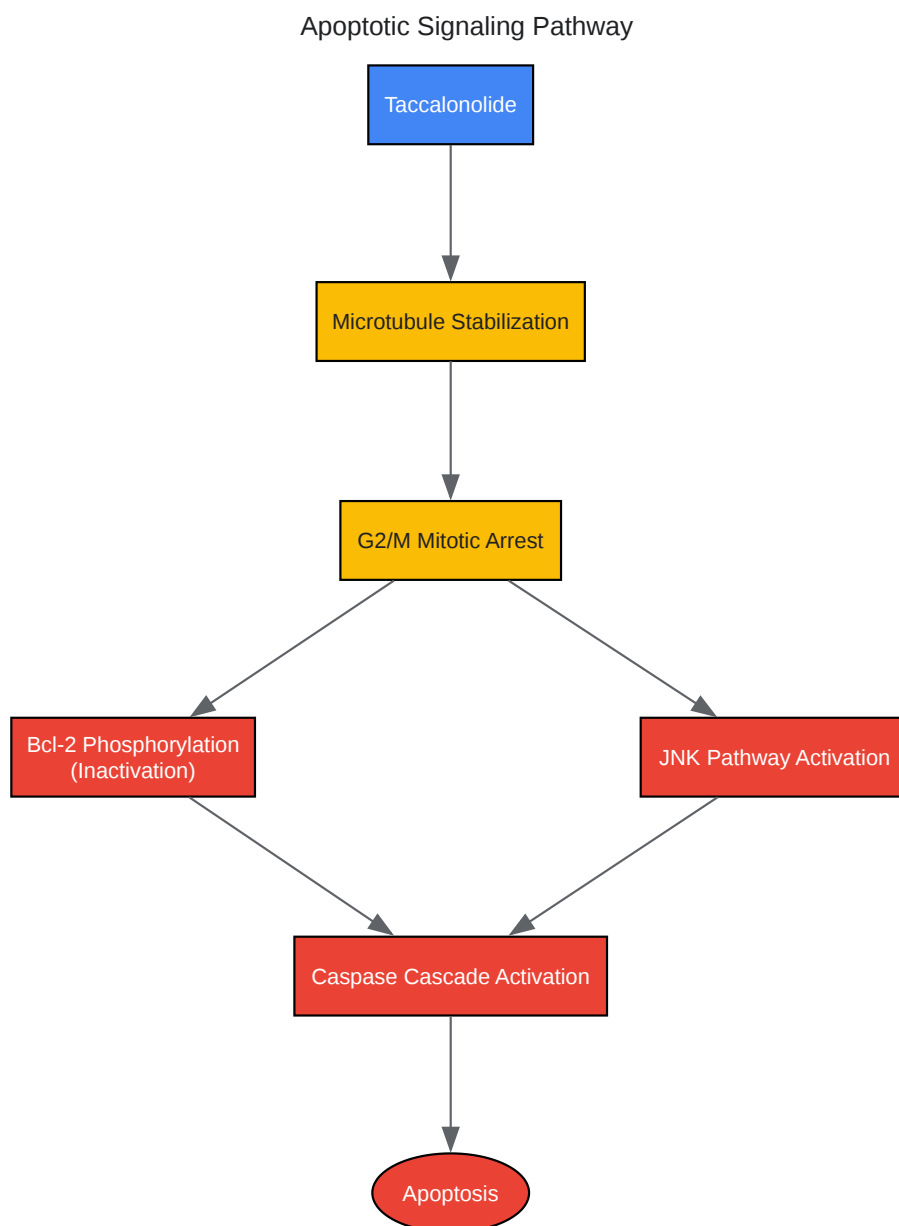 Apoptotic Signaling Pathway
Taccalonolide
Microtubule Stabilization
G2/M Mitotic Arrest
Bcl-2 Phosphorylation
(Inactivation)
JNK Pathway Activation
Caspase Cascade Activation
Apoptosis